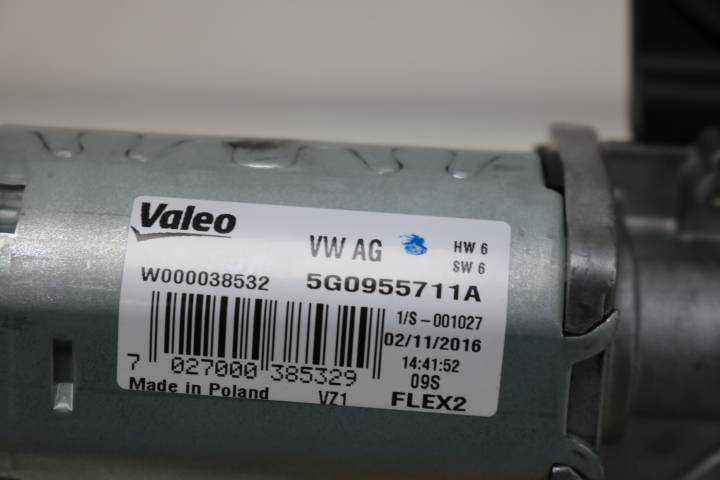 Valeo
VW AG HW 6
SW 6
W000038532 5G0955711A
1/S-001027
02/11/2016
14:41:52
7 027000 385329 09S
Made in Poland VZ1 FLEX2